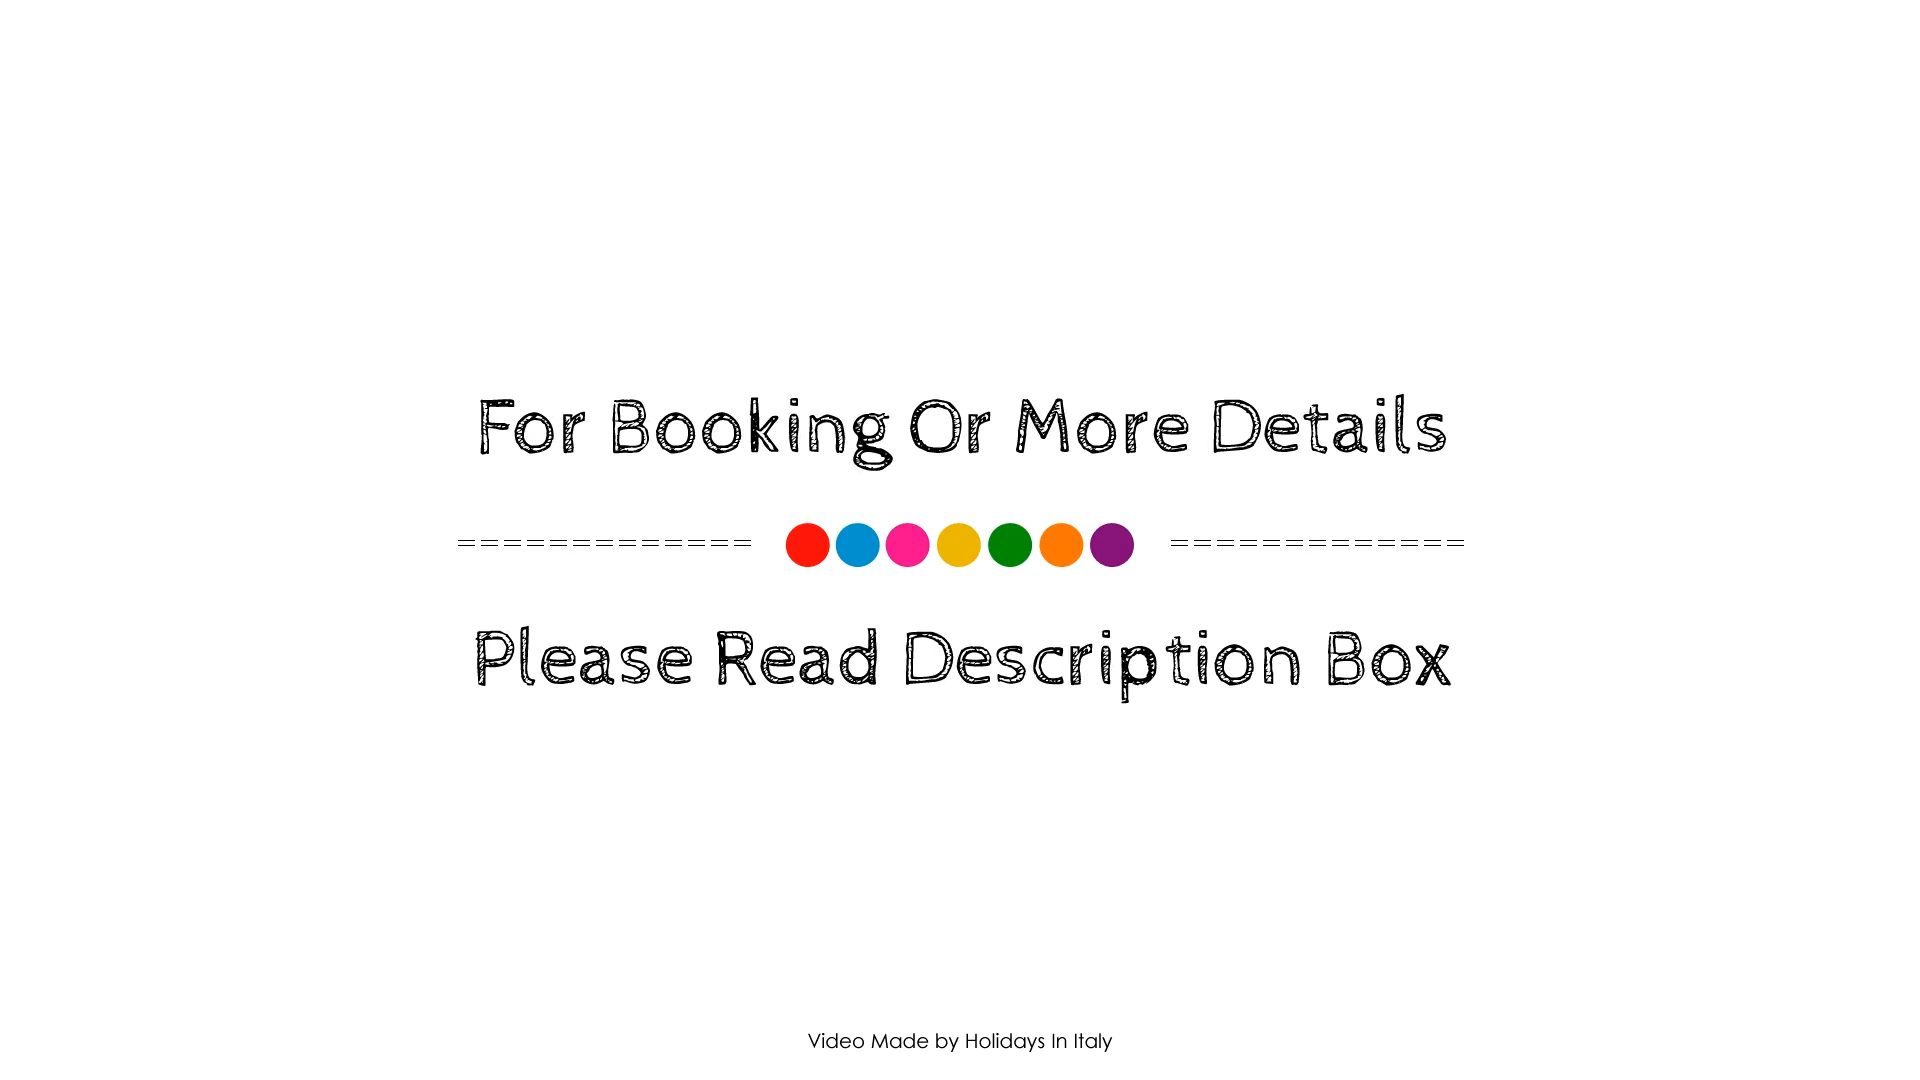 For Booking Or More Details
============= =============
Please Read Description Box
Video Made by Holidays In Italy